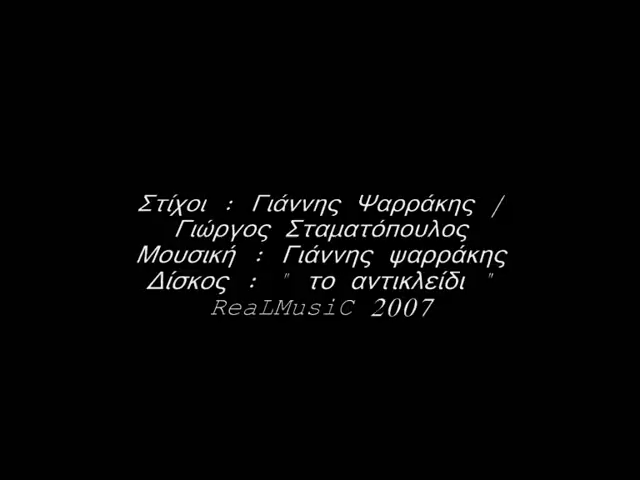 Στίχοι : Γιάννης Ψαρράκης /
Γιώργος Σταματόπουλος
Μουσική : Γιάννης ψαρράκης
Δίσκος : " το αντικλείδι "
ReaLMusiC 2007